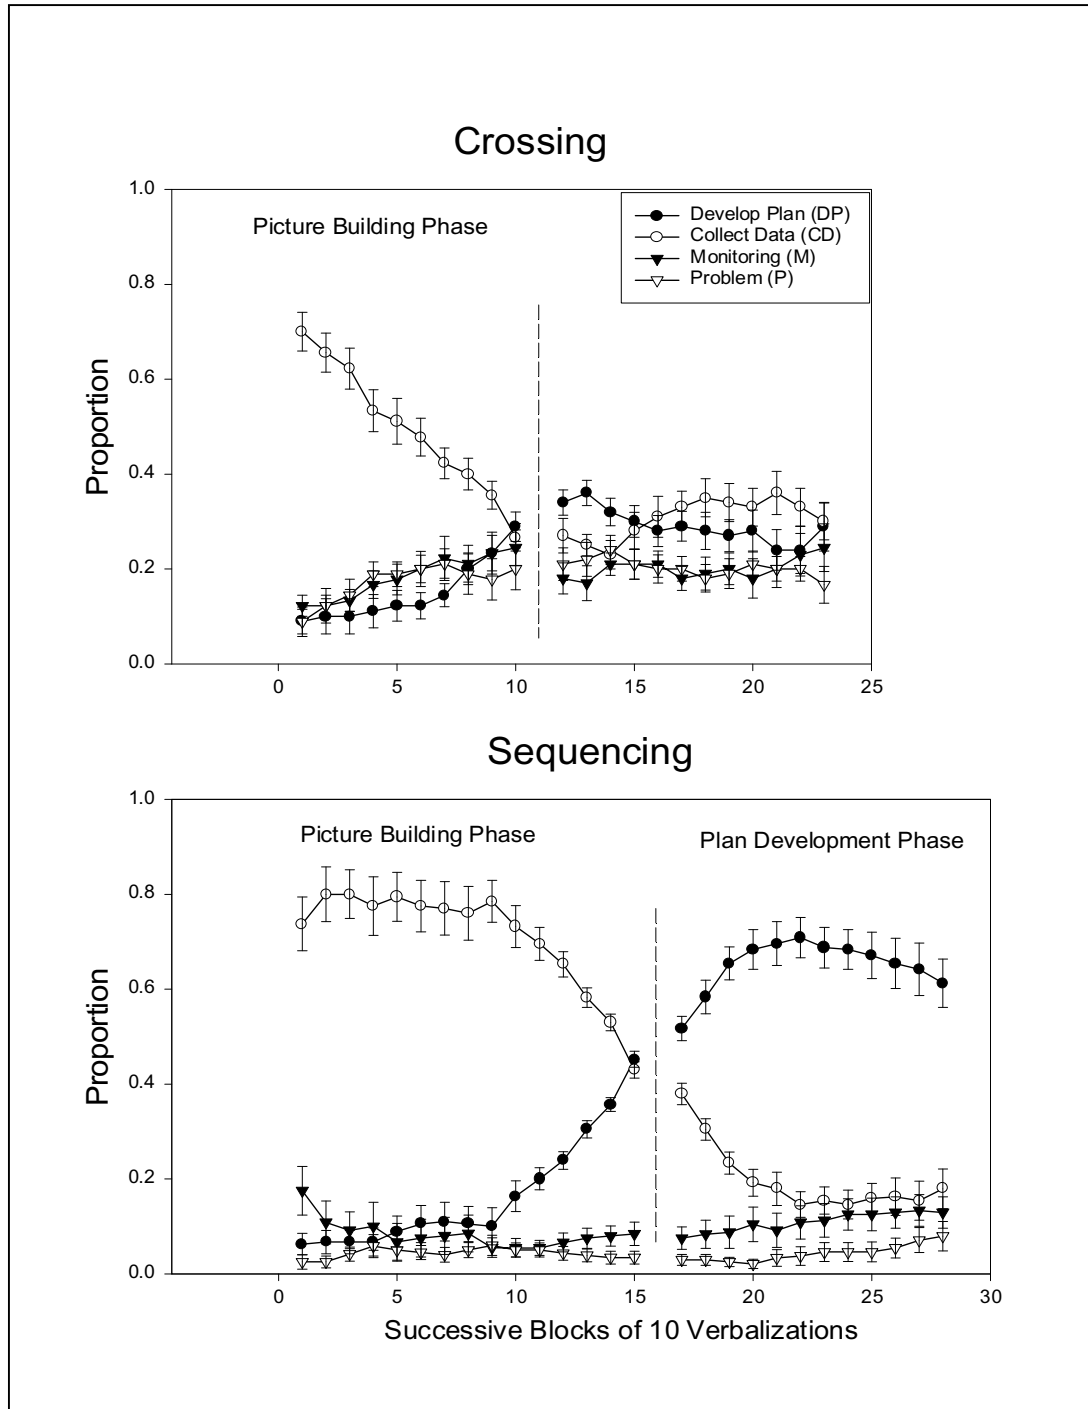 Crossing
Picture Building Phase
Develop Plan (DP)
Collect Data (CD)
Monitoring (M)
Problem (P)
Proportion
1.0
0.8
0.6
0.4
0.2
0.0
0 5 10 15 20 25
Sequencing
Picture Building Phase
Plan Development Phase
Proportion
1.0
0.8
0.6
0.4
0.2
0.0
0 5 10 15 20 25 30
Successive Blocks of 10 Verbalizations